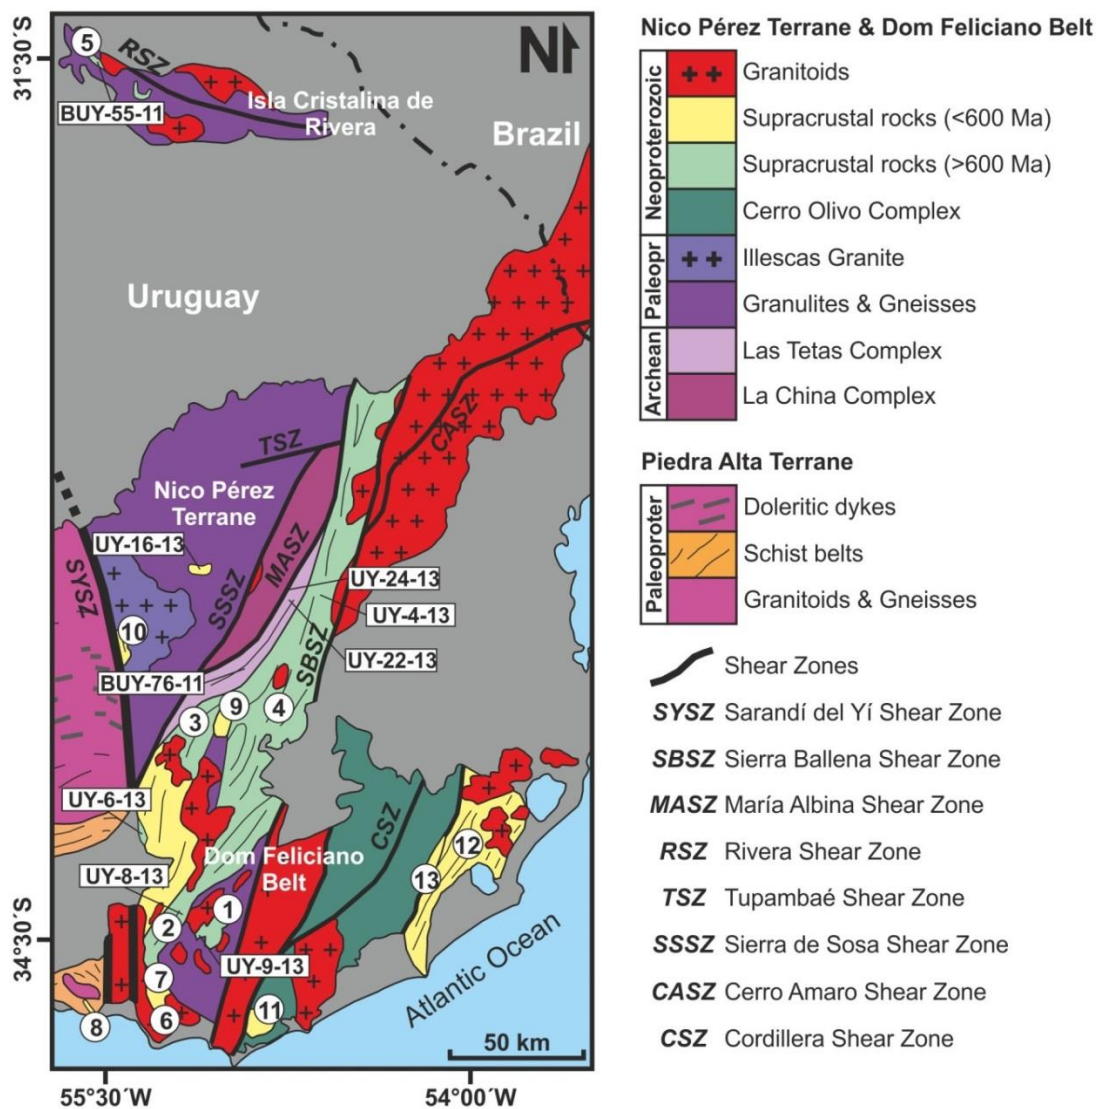 31°30´S
34°30´S
55°30´W
54°00´W
N
5
RSZ
BUY-55-11
Isla Cristalina de
Rivera
Brazil
Uruguay
CASZ
TSZ
Nico Pérez
Terrane
UY-16-13
MASZ
SSSZ
SYSZ
UY-24-13
UY-4-13
10
SBSZ
UY-22-13
BUY-76-11
9
4
3
UY-6-13
CSZ
12
Dom Feliciano
Belt
13
UY-8-13
1
2
UY-9-13
7
11
6
8
Atlantic Ocean
50 km
Nico Pérez Terrane & Dom Feliciano Belt
Neoproterozoic
Granitoids
Supracrustal rocks (<600 Ma)
Supracrustal rocks (>600 Ma)
Cerro Olivo Complex
Paleopr
Illescas Granite
Granulites & Gneisses
Archean
Las Tetas Complex
La China Complex
Piedra Alta Terrane
Paleoproter
Doleritic dykes
Schist belts
Granitoids & Gneisses
Shear Zones
SYSZ Sarandí del Yí Shear Zone
SBSZ Sierra Ballena Shear Zone
MASZ María Albina Shear Zone
RSZ Rivera Shear Zone
TSZ Tupambaé Shear Zone
SSSZ Sierra de Sosa Shear Zone
CASZ Cerro Amaro Shear Zone
CSZ Cordillera Shear Zone